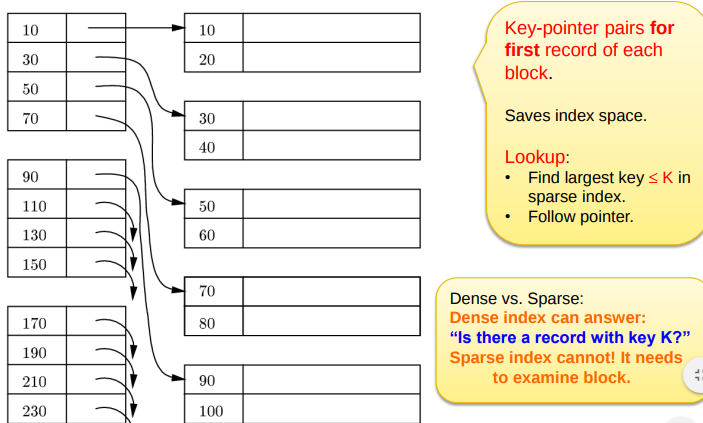 10
30
50
70
90
110
130
150
170
190
210
230
10
20
30
40
50
60
70
80
90
100
Key-pointer pairs for
first record of each
block.
Saves index space.
Lookup:
• Find largest key ≤ K in
sparse index.
• Follow pointer.
Dense vs. Sparse:
Dense index can answer:
“Is there a record with key K?”
Sparse index cannot! It needs
to examine block.